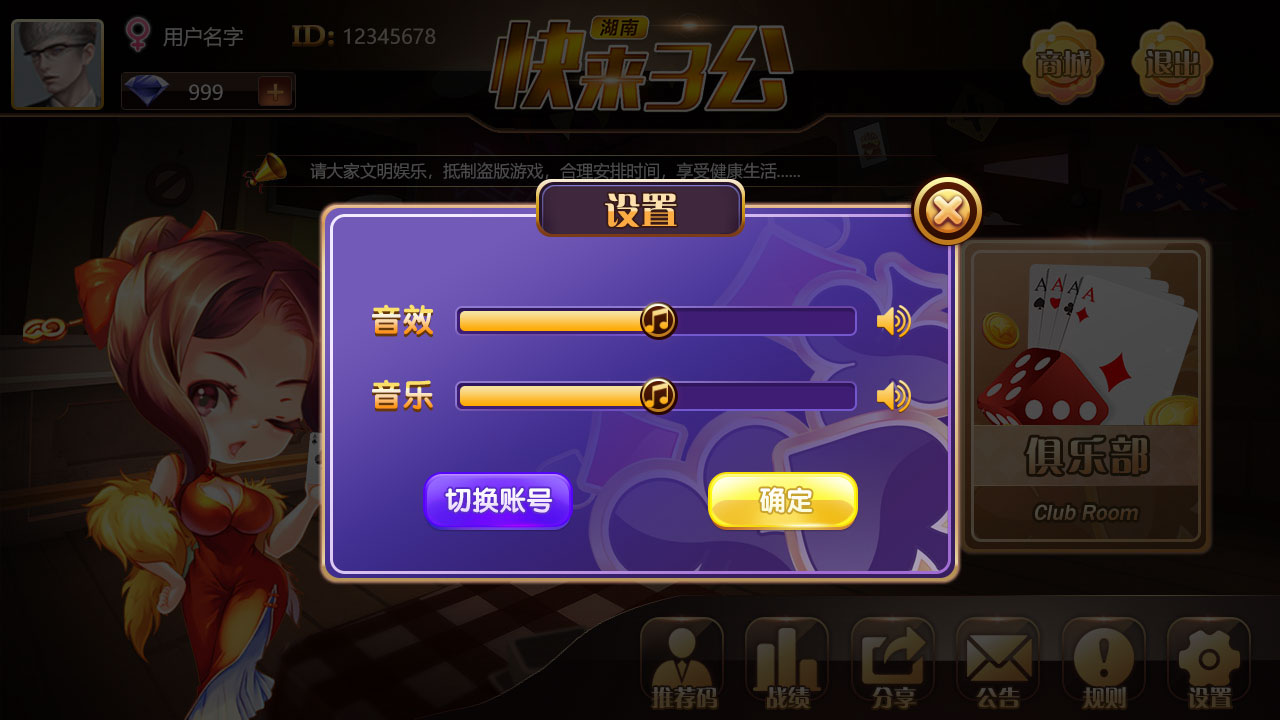 用户名字
ID: 12345678
999
湖南
快来3公
商城
退出
请大家文明娱乐，抵制盗版游戏，合理安排时间，享受健康生活......
设置
音效
音乐
切换账号
确定
A A A A
俱乐部
Club Room
推荐码
战绩
分享
公告
规则
设置